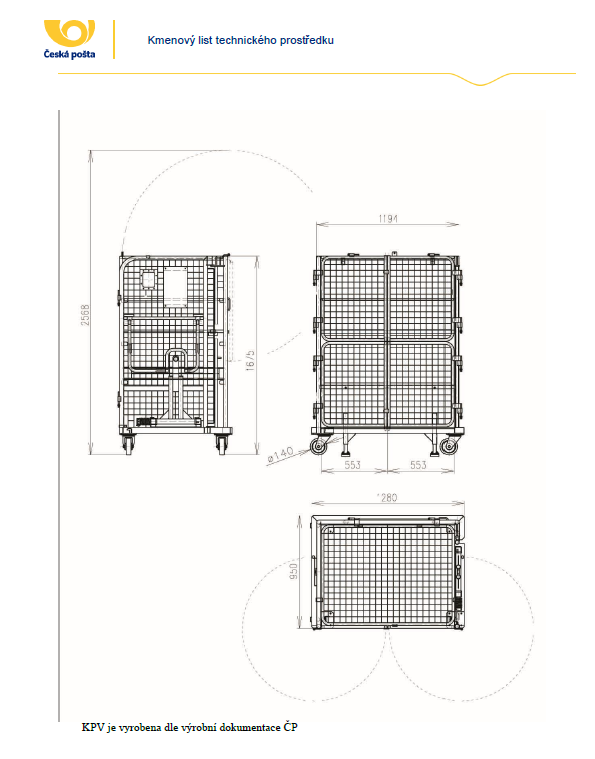 Česká pošta
Kmenový list technického prostředku
1194
2568
1675
ø140
553
553
1280
950
KPV je vyrobena dle výrobní dokumentace ČP